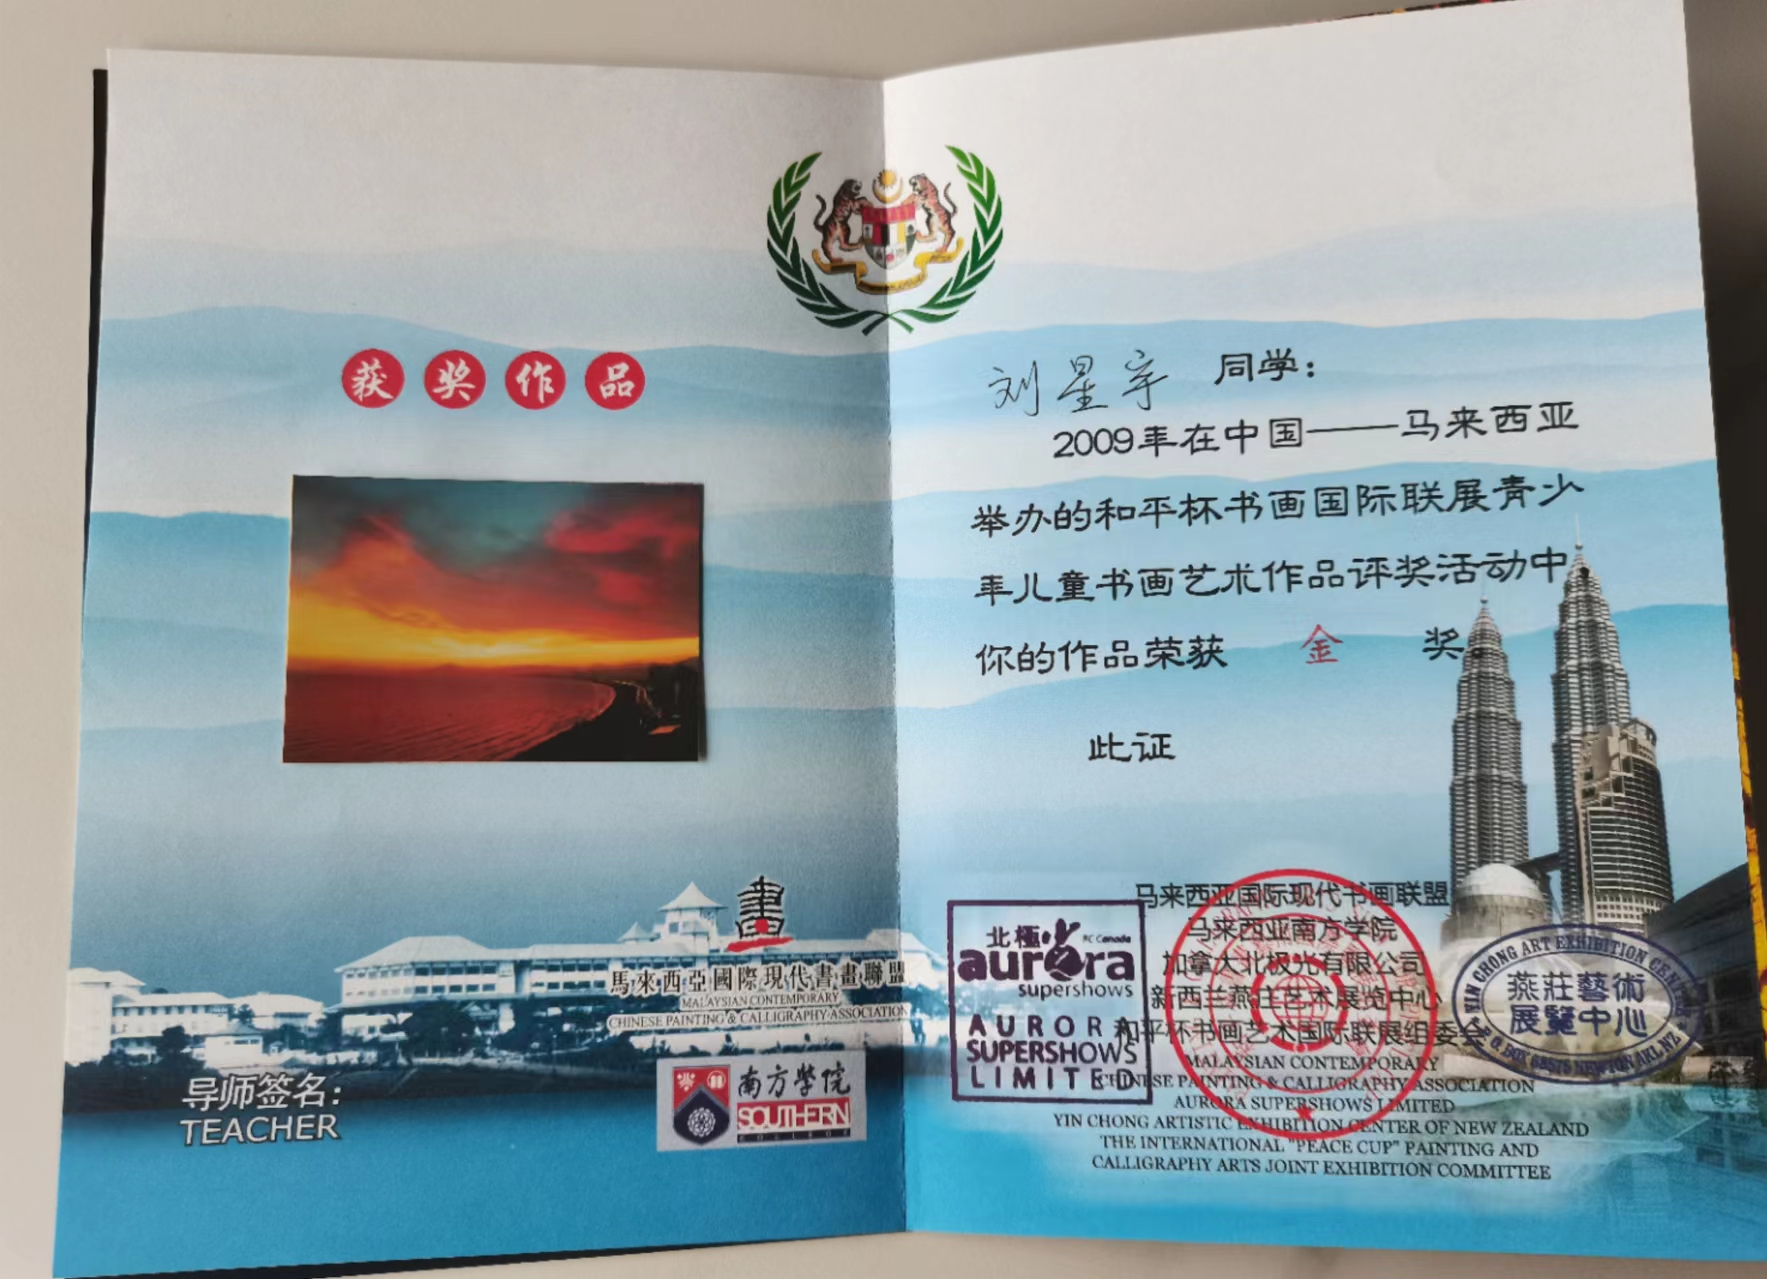 获奖作品
刘星宇 同学：
2009年在中国——马来西亚
举办的和平杯书画国际联展青少
年儿童书画艺术作品评奖活动中
你的作品荣获 金 奖。
此证
書
馬來西亞國際現代書畫聯盟
MALAYSIAN CONTEMPORARY
CHINESE PAINTING & CALLIGRAPHY ASSOCIATION
导师签名：
TEACHER
南方學院
SOUTHERN
COLLEGE
马来西亚国际现代书画联盟
马来西亚南方学院
加拿大北极光有限公司
新西兰燕庄艺术展览中心
和平杯书画艺术国际联展组委会
MALAYSIAN CONTEMPORARY
CHINESE PAINTING & CALLIGRAPHY ASSOCIATION
AURORA SUPERSHOWS LIMITED
YIN CHONG ARTISTIC EXHIBITION CENTER OF NEW ZEALAND
THE INTERNATIONAL "PEACE CUP" PAINTING AND
CALLIGRAPHY ARTS JOINT EXHIBITION COMMITTEE
北極
aurora
supershows
AURORA
SUPERSHOWS
LIMITED
YIN CHONG ART EXHIBITION CENTER
燕莊藝術
展覽中心